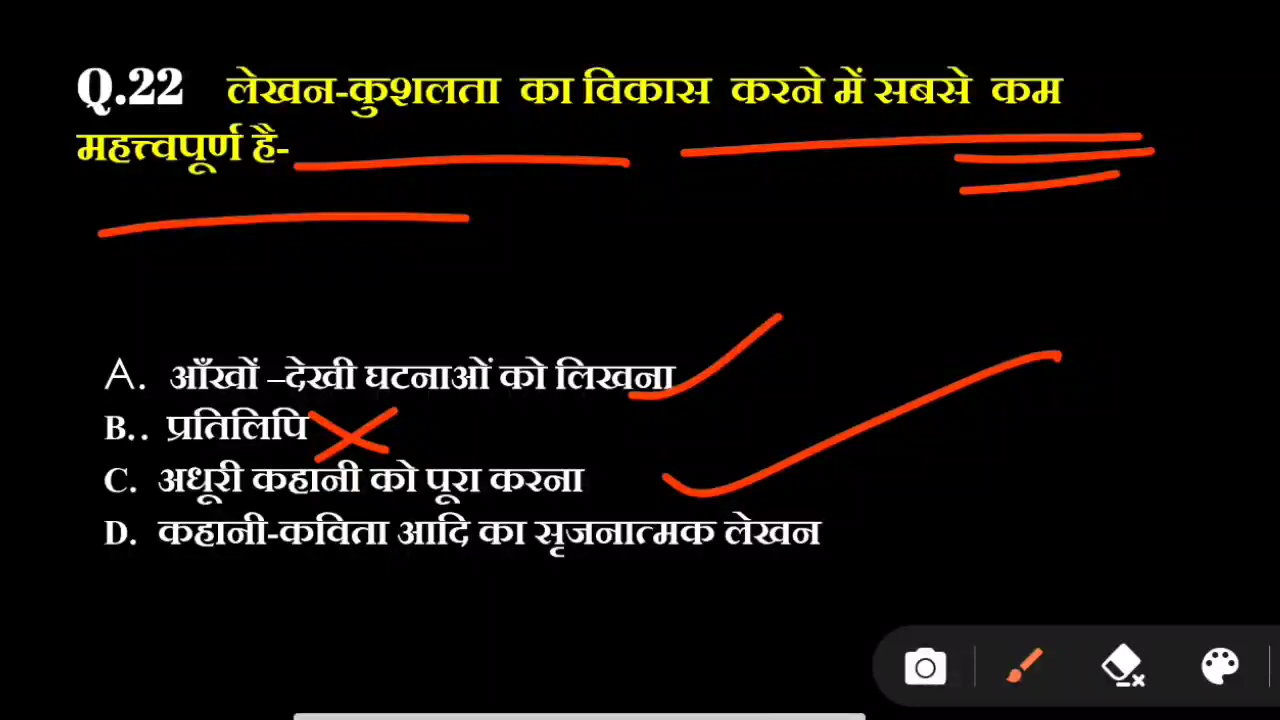 Q.22 लेखन-कुशलता का विकास करने में सबसे कम
महत्त्वपूर्ण है-
A. आँखों –देखी घटनाओं को लिखना
B.. प्रतिलिपि
C. अधूरी कहानी को पूरा करना
D. कहानी-कविता आदि का सृजनात्मक लेखन